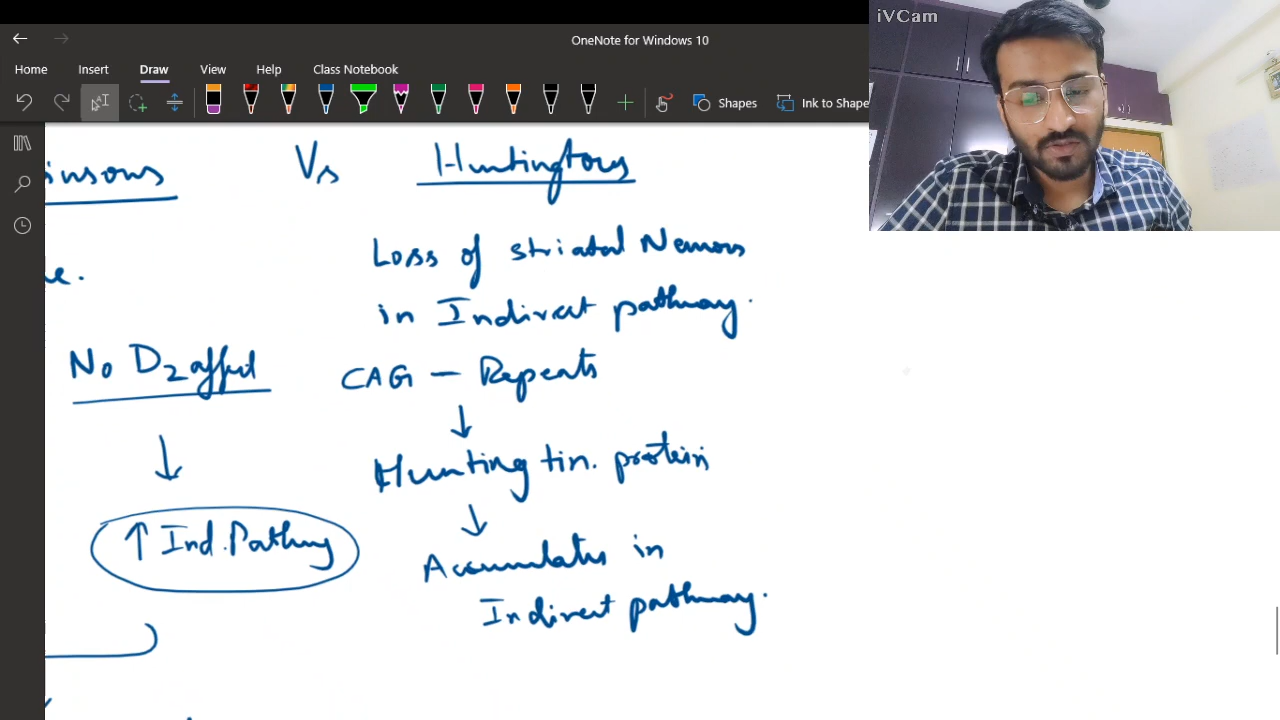 iVCam
OneNote for Windows 10
Home Insert Draw View Help Class Notebook
Shapes Ink to Shape
insons Vs Huntingtons
Loss of striatal Neurons
in Indirect pathway.
e.
No D2 affect
CAG — Repeats
↓
Huntingtin. protein
↓
↑ Ind. Pathway
↓
Accumulates in
Indirect pathway.